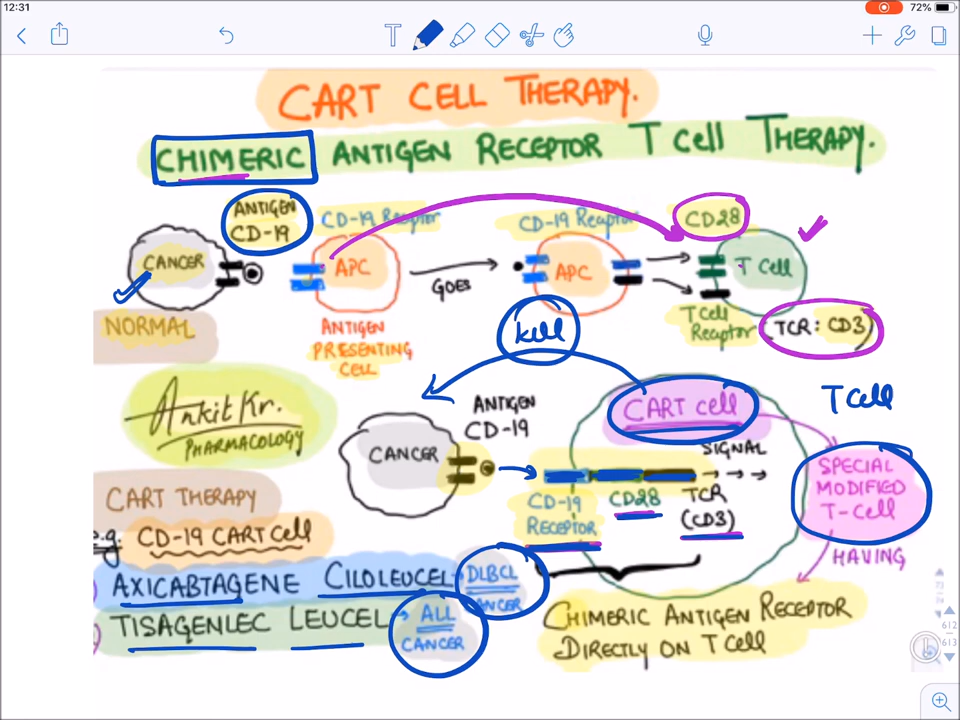 12:31
72%
T
CART CELL THERAPY.
CHIMERIC ANTIGEN RECEPTOR T CELL THERAPY.
ANTIGEN
CD-19
CD-19 Receptor
CD-19 Receptor
CD28
CANCER
APC
GOES
APC
T Cell
NORMAL
ANTIGEN
PRESENTING
CELL
kill
T Cell
Receptor
TCR: CD3
Ankit Kr.
PHARMACOLOGY
ANTIGEN
CD-19
CART cell
T cell
CANCER
SIGNAL
SPECIAL
MODIFIED
T-CELL
CART THERAPY
CD-19
RECEPTOR
CD28
TCR
(CD3)
e.g. CD-19 CART Cell
HAVING
AXICABTAGENE CILOLEUCEL DLBCL
CANCER
TISAGENLEC LEUCEL → ALL
CANCER
CHIMERIC ANTIGEN RECEPTOR
DIRECTLY ON T CELL
612
613